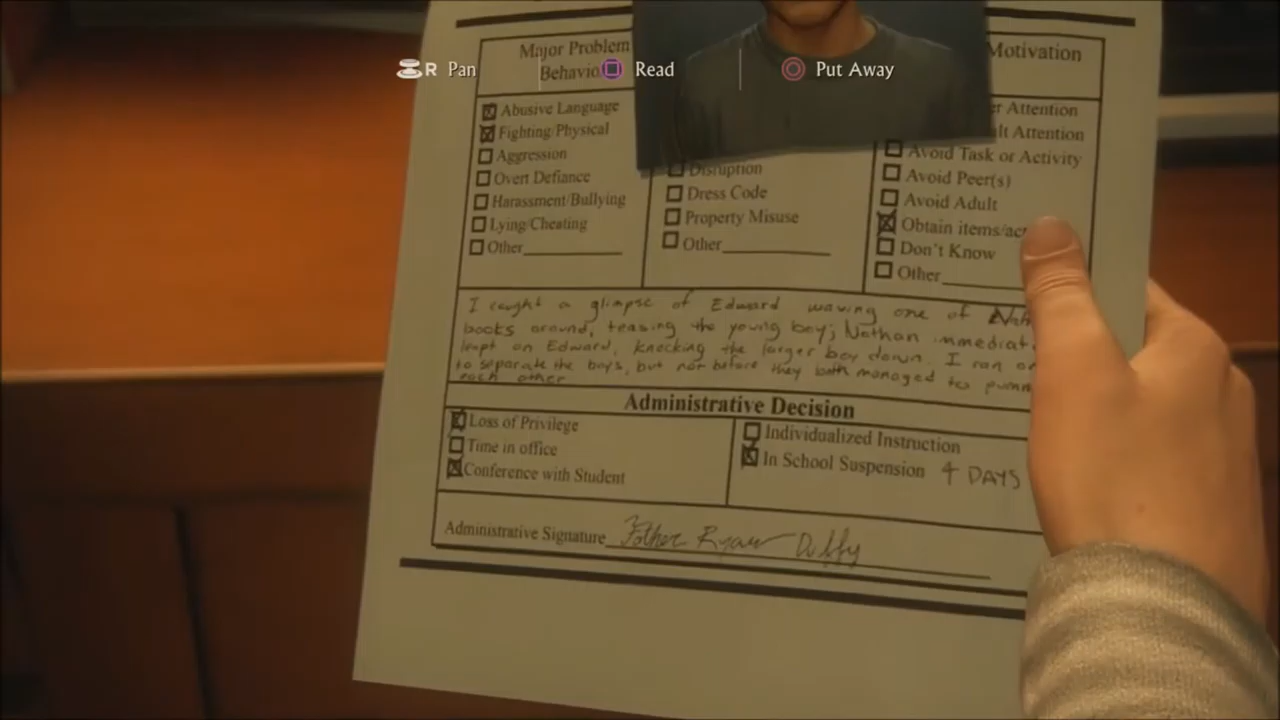 R Pan
Read
Put Away
Major Problem
Motivation
Abusive Language
Fighting/Physical
Aggression
Overt Defiance
Harassment/Bullying
Lying/Cheating
Other
Disruption
Dress Code
Property Misuse
Other
Attention
Attention
Avoid Task or Activity
Avoid Peer(s)
Avoid Adult
Obtain items/
Don't Know
Other
I caught a glimpse of Edward waving one of
books around, teasing the young boy; Nathan
leapt on Edward, knocking the larger boy down. I ran
to separate the boys, but not before they both managed to
each other
Administrative Decision
Loss of Privilege
Time in office
Conference with Student
Individualized Instruction
In School Suspension 4 DAYS
Administrative Signature Father Ryan Duffy